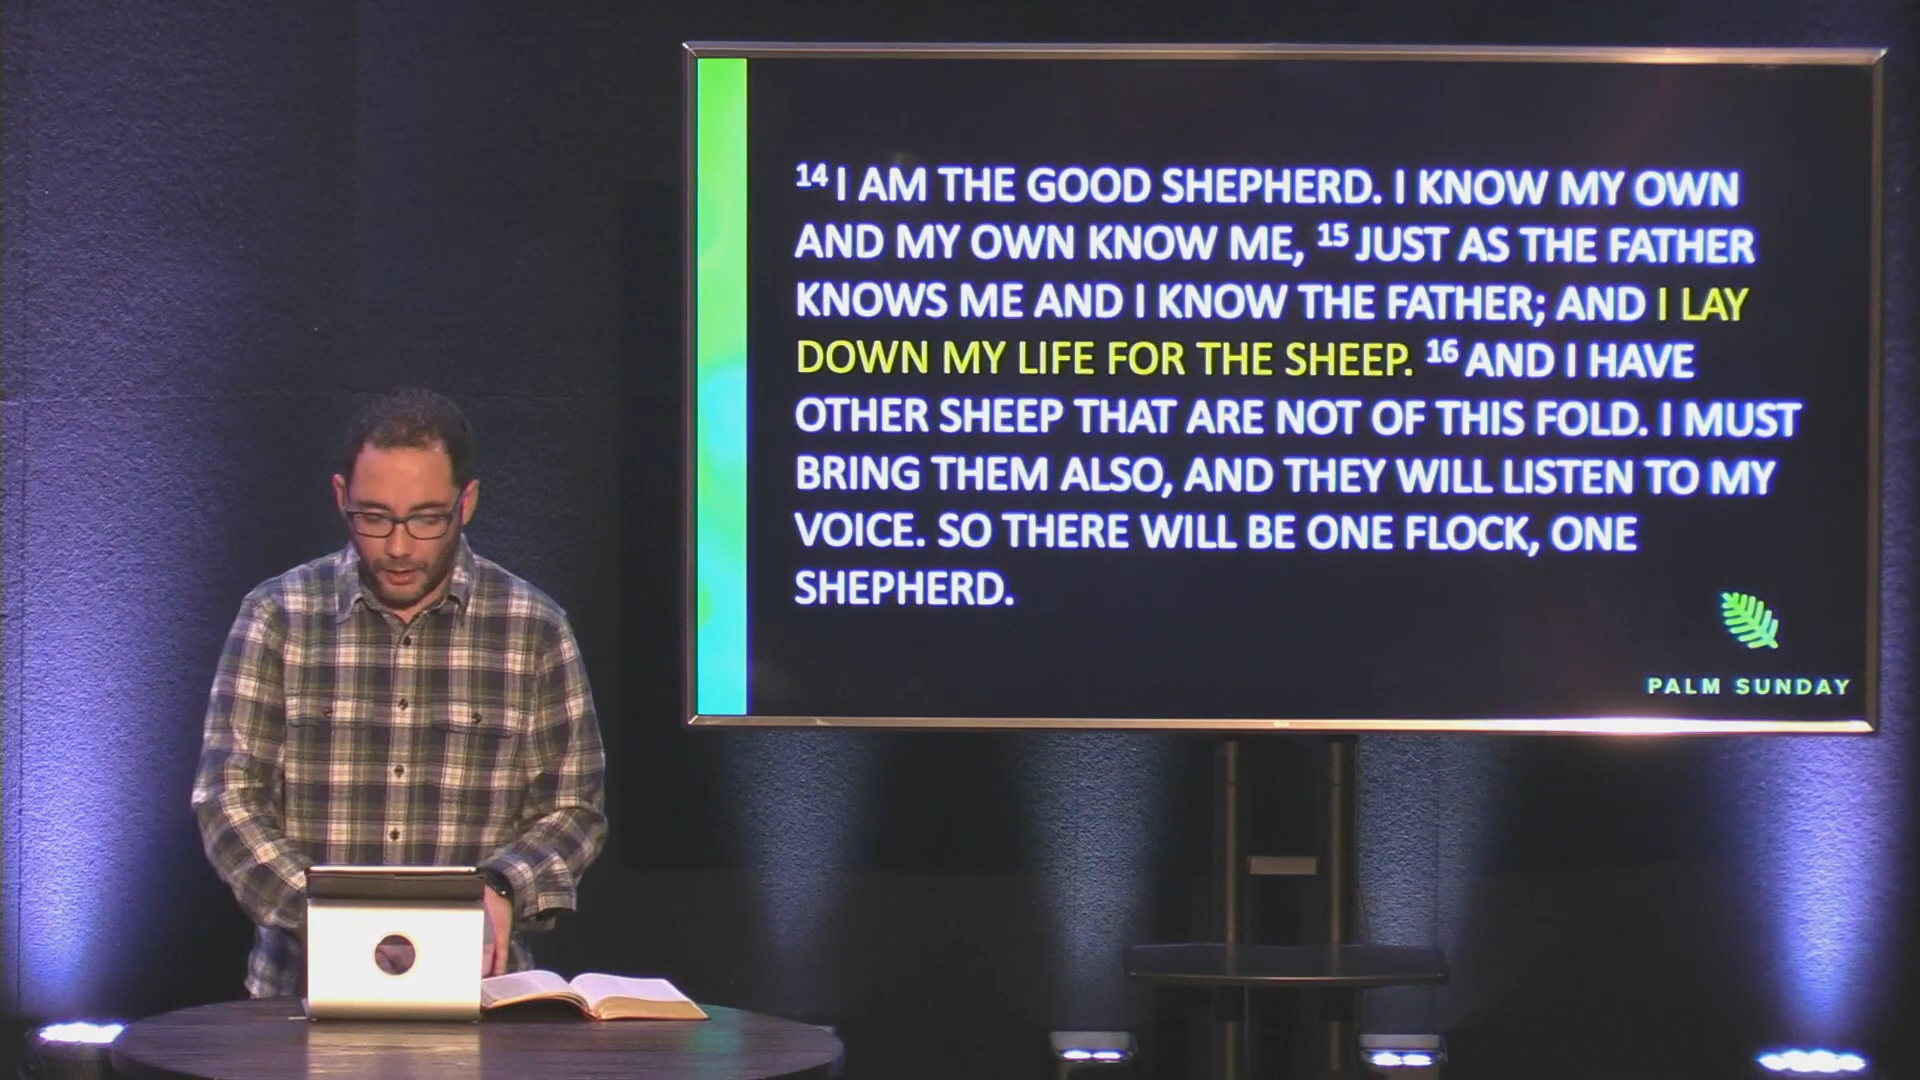 14 I AM THE GOOD SHEPHERD. I KNOW MY OWN
AND MY OWN KNOW ME, 15 JUST AS THE FATHER
KNOWS ME AND I KNOW THE FATHER; AND I LAY
DOWN MY LIFE FOR THE SHEEP. 16 AND I HAVE
OTHER SHEEP THAT ARE NOT OF THIS FOLD. I MUST
BRING THEM ALSO, AND THEY WILL LISTEN TO MY
VOICE. SO THERE WILL BE ONE FLOCK, ONE
SHEPHERD.
PALM SUNDAY